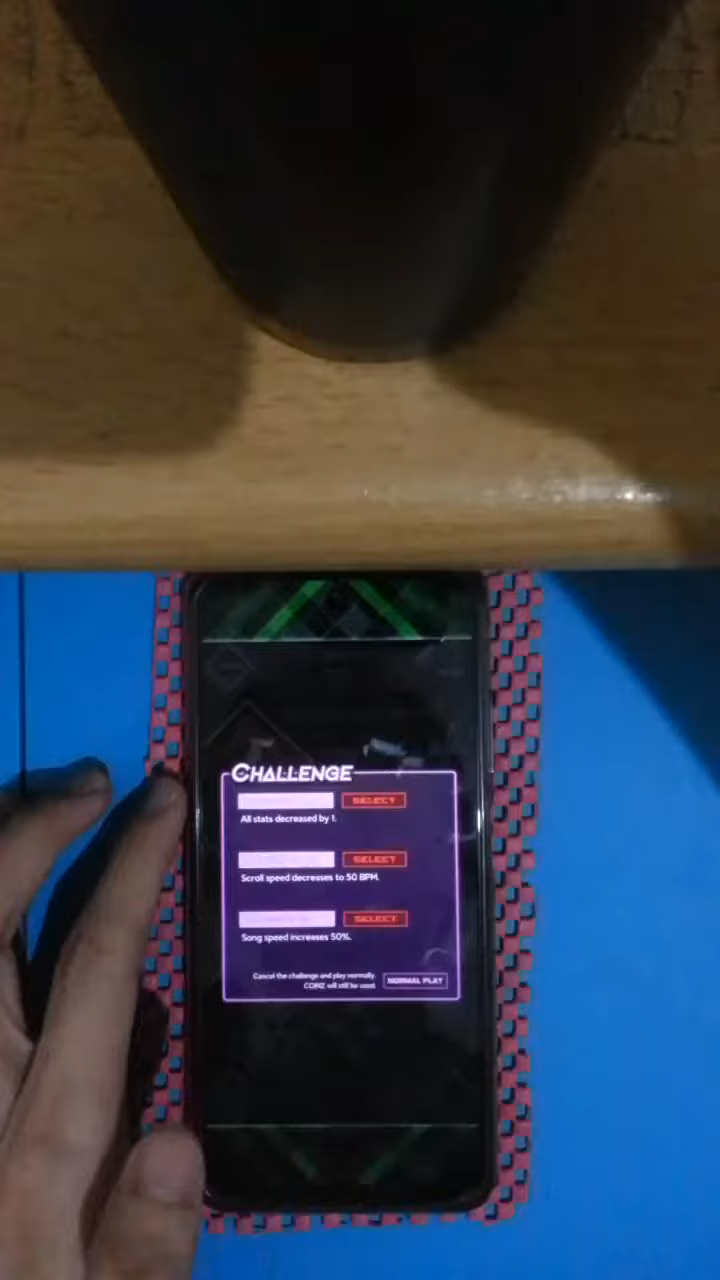 CHALLENGE
SELECT
All stats decreased by 1.
SELECT
Scroll speed decreases to 50 BPM.
SELECT
Song speed increases 50%.
Cancel the challenge and play normally.
COINZ will still be used.
NORMAL PLAY